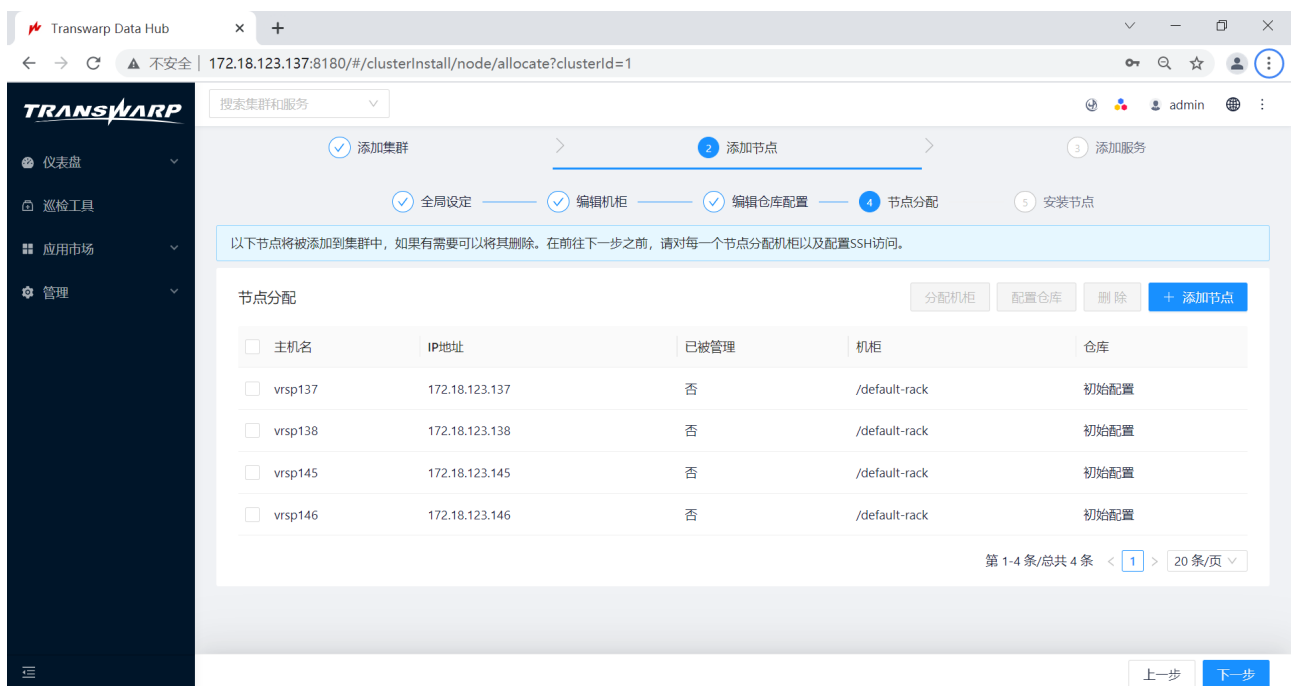 Transwarp Data Hub
不安全 172.18.123.137:8180/#/clusterInstall/node/allocate?clusterId=1
TRANSWARP
搜索集群和服务
admin
仪表盘
巡检工具
应用市场
管理
添加集群
2 添加节点
3 添加服务
全局设定
编辑机柜
编辑仓库配置
4 节点分配
5 安装节点
以下节点将被添加到集群中，如果有需要可以将其删除。在前往下一步之前，请对每一个节点分配机柜以及配置SSH访问。
节点分配
分配机柜 配置仓库 删除 + 添加节点
主机名 IP地址 已被管理 机柜 仓库
vrsp137 172.18.123.137 否 /default-rack 初始配置
vrsp138 172.18.123.138 否 /default-rack 初始配置
vrsp145 172.18.123.145 否 /default-rack 初始配置
vrsp146 172.18.123.146 否 /default-rack 初始配置
第 1-4 条/总共 4 条 < 1 > 20 条/页
上一步 下一步